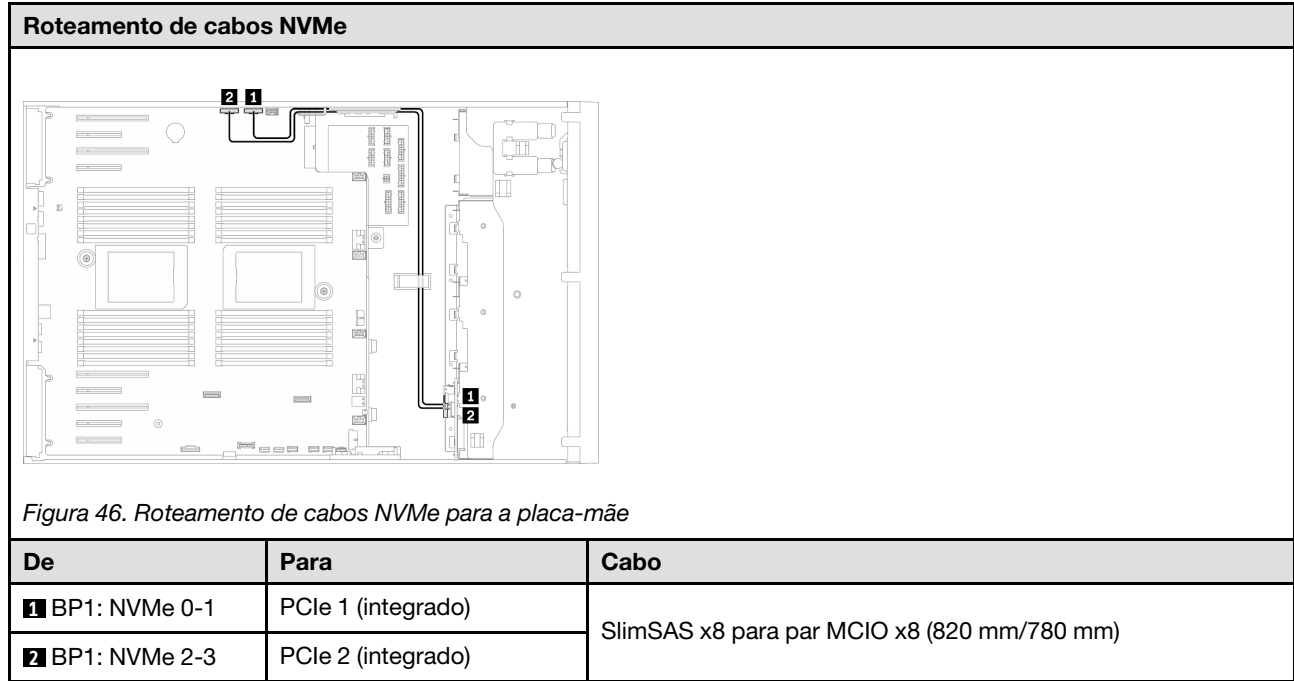 Roteamento de cabos NVMe
2 1
1
2
Figura 46. Roteamento de cabos NVMe para a placa-mãe
De Para Cabo
1 BP1: NVMe 0-1 PCIe 1 (integrado) SlimSAS x8 para par MCIO x8 (820 mm/780 mm)
2 BP1: NVMe 2-3 PCIe 2 (integrado)